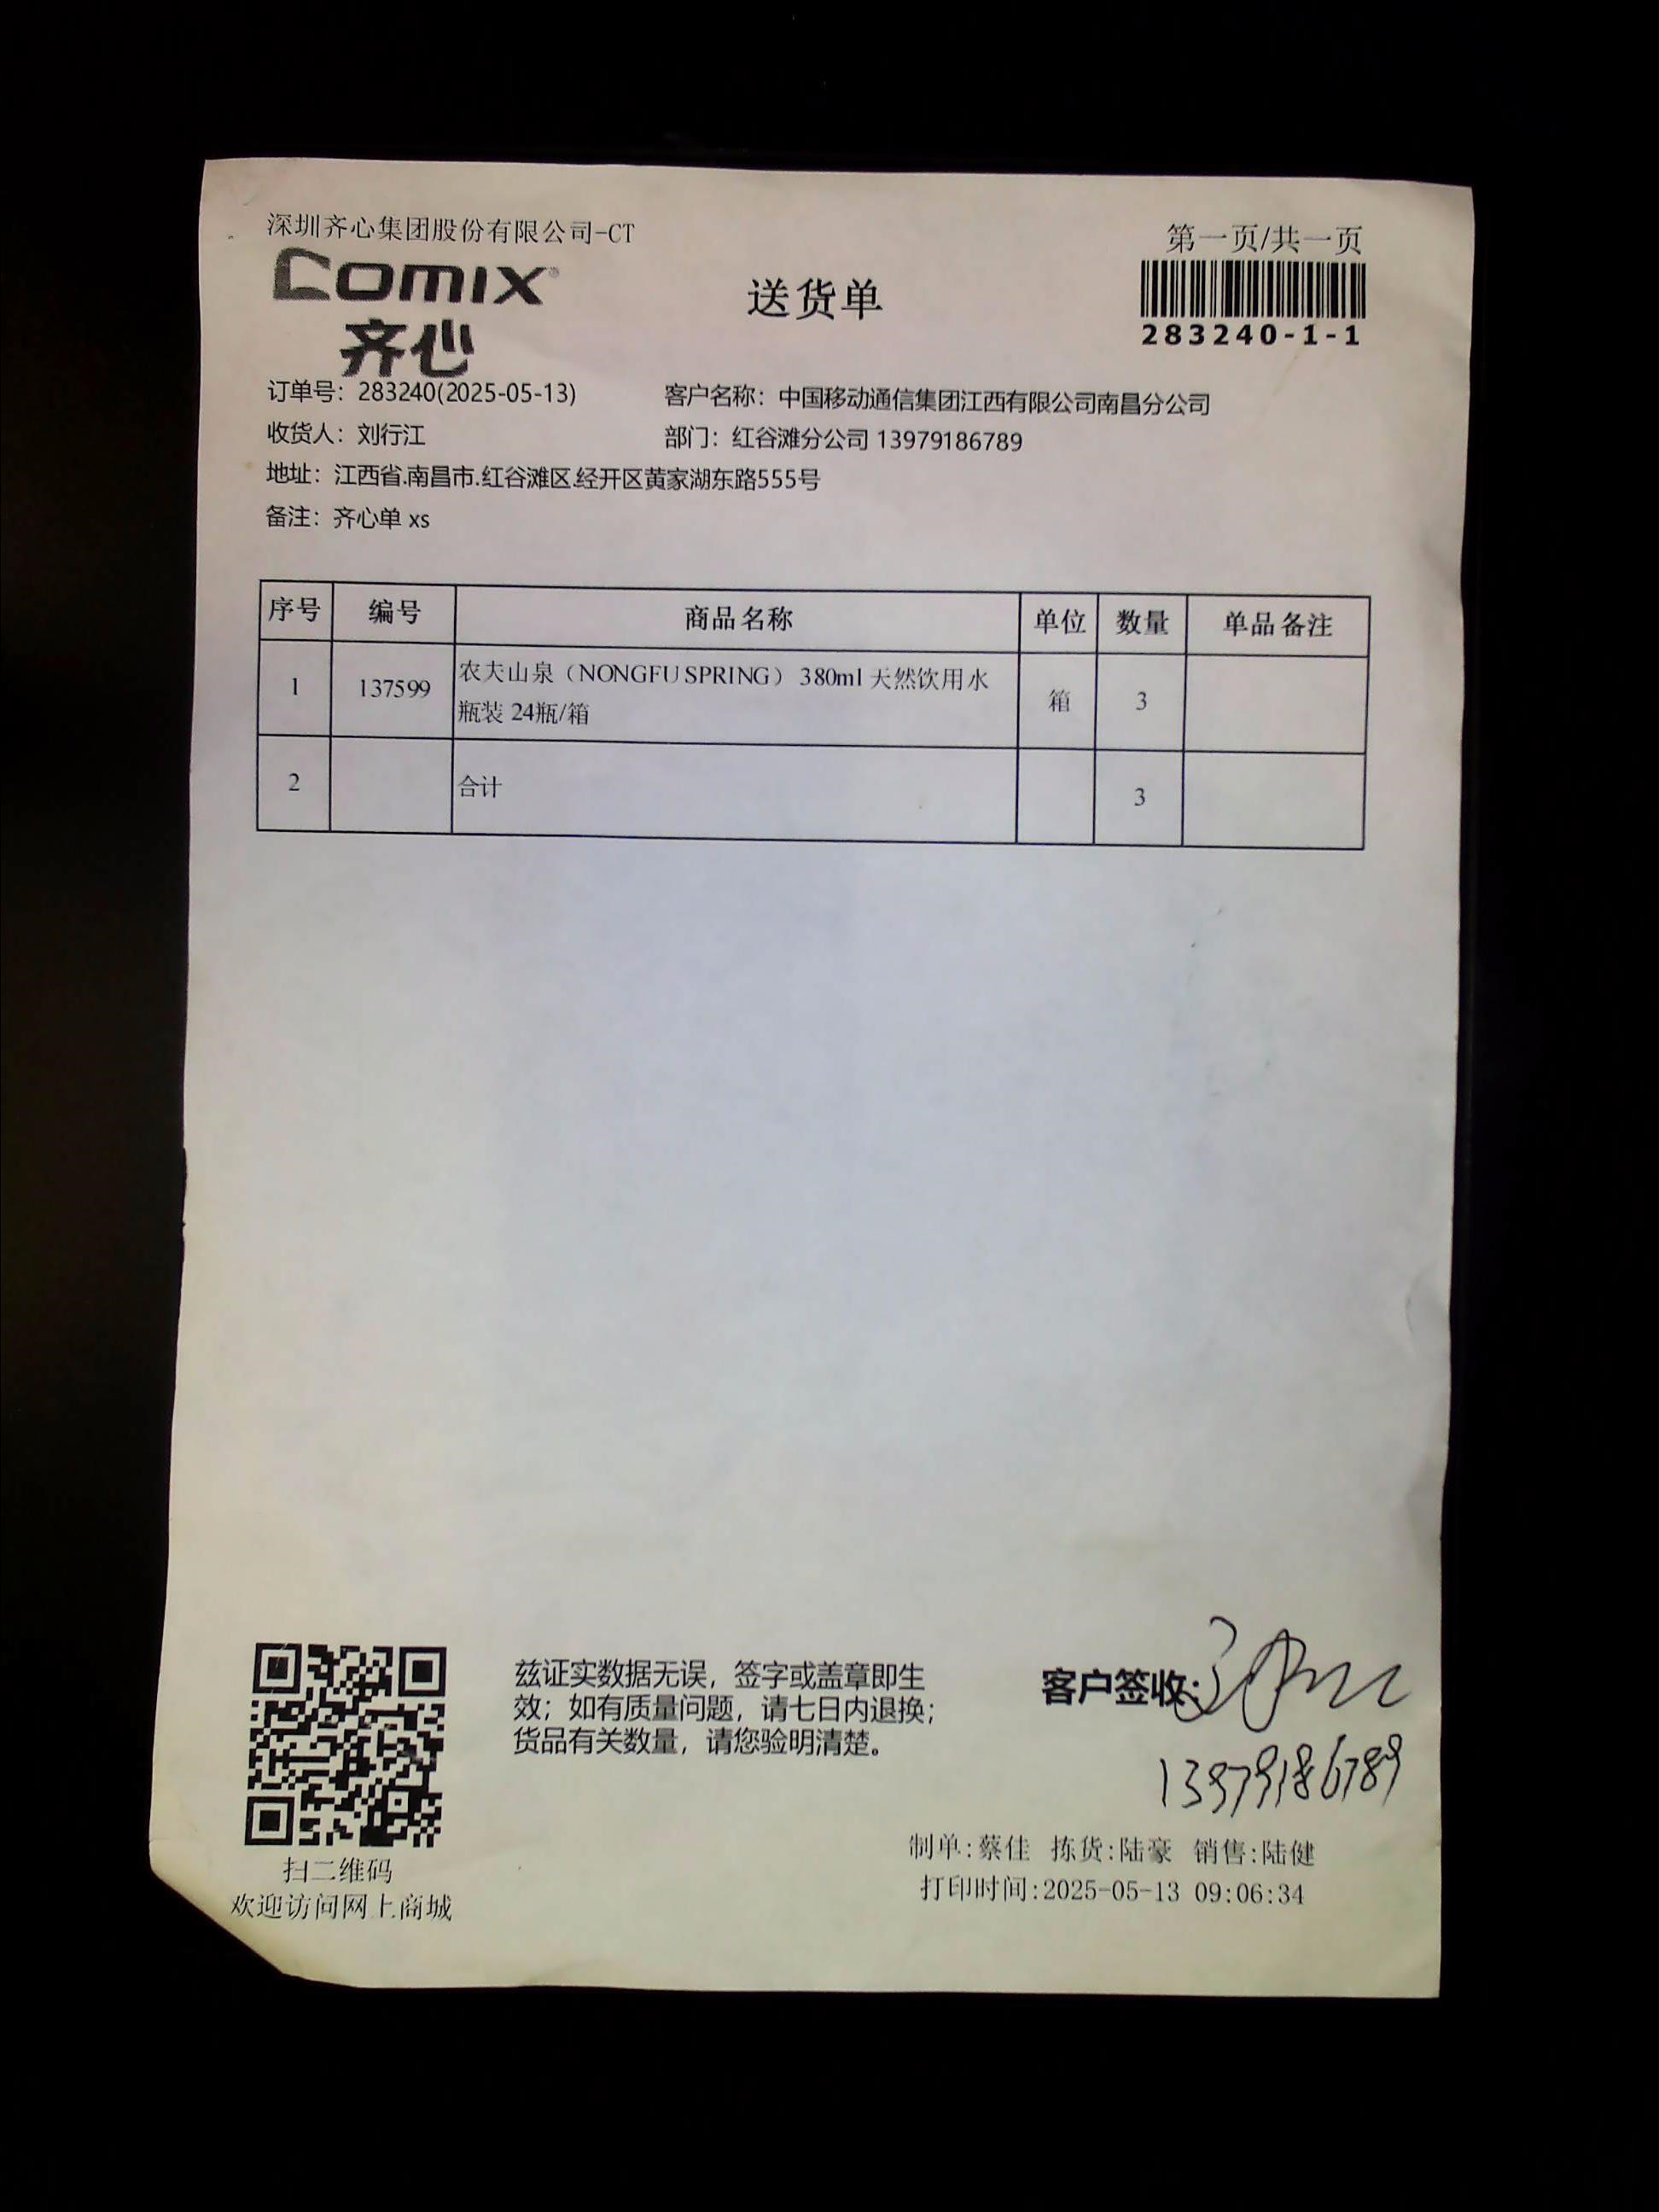 深圳齐心集团股份有限公司-CT
第一页/共一页
COMIX
齐心
送货单
283240-1-1
订单号：283240(2025-05-13) 客户名称：中国移动通信集团江西有限公司南昌分公司
收货人：刘行江 部门：红谷滩分公司 13979186789
地址：江西省.南昌市.红谷滩区.经开区黄家湖东路555号
备注：齐心单 xs
序号 编号 商品名称 单位 数量 单品备注
1 137599 农夫山泉（NONGFU SPRING） 380ml 天然饮用水
瓶装 24瓶/箱 箱 3
2 合计 3
兹证实数据无误，签字或盖章即生
效；如有质量问题，请七日内退换；
货品有关数量，请您验明清楚。
客户签收：
13979186789
制单:蔡佳 拣货:陆豪 销售:陆健
打印时间:2025-05-13 09:06:34
扫二维码
欢迎访问网上商城